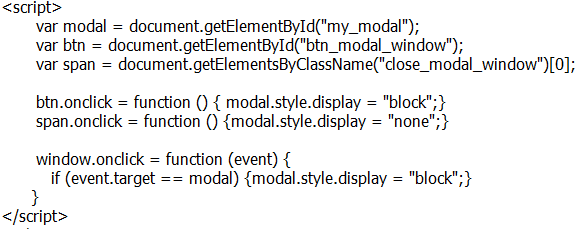 <script>
var modal = document.getElementById("my_modal");
var btn = document.getElementById("btn_modal_window");
var span = document.getElementsByClassName("close_modal_window")[0];
btn.onclick = function () { modal.style.display = "block";}
span.onclick = function () {modal.style.display = "none";}
window.onclick = function (event) {
if (event.target == modal) {modal.style.display = "block";}
}
</script>